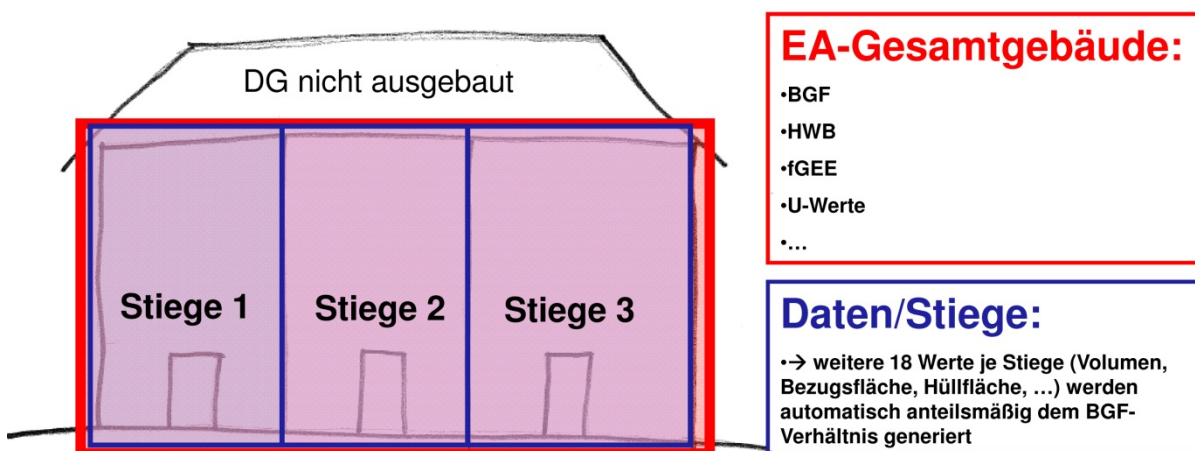 DG nicht ausgebaut
Stiege 1
Stiege 2
Stiege 3
EA-Gesamtgebäude:
•BGF
•HWB
•fGEE
•U-Werte
•...
Daten/Stiege:
•→ weitere 18 Werte je Stiege (Volumen,
Bezugsfläche, Hüllfläche, ...) werden
automatisch anteilsmäßig dem BGF-
Verhältnis generiert